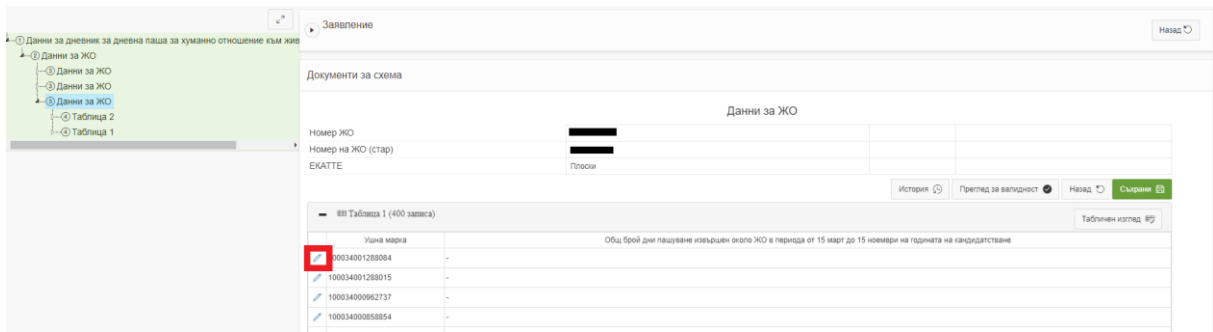 ① Данни за дневник за дневна паша за хуманно отношение към жив
② Данни за ЖО
③ Данни за ЖО
③ Данни за ЖО
③ Данни за ЖО
④ Таблица 2
④ Таблица 1
Заявление
Назад
Документи за схема
Данни за ЖО
Номер ЖО
Номер на ЖО (стар)
ЕКАТТЕ Плоски
История Преглед за валидност Назад Съхрани
Таблица 1 (400 записа)
Табличен изглед
Ушна марка Общ брой дни пашуване извършен около ЖО в периода от 15 март до 15 ноември на годината на кандидатстване
100034001288084 -
100034001288015 -
100034000962737 -
100034000858854 -